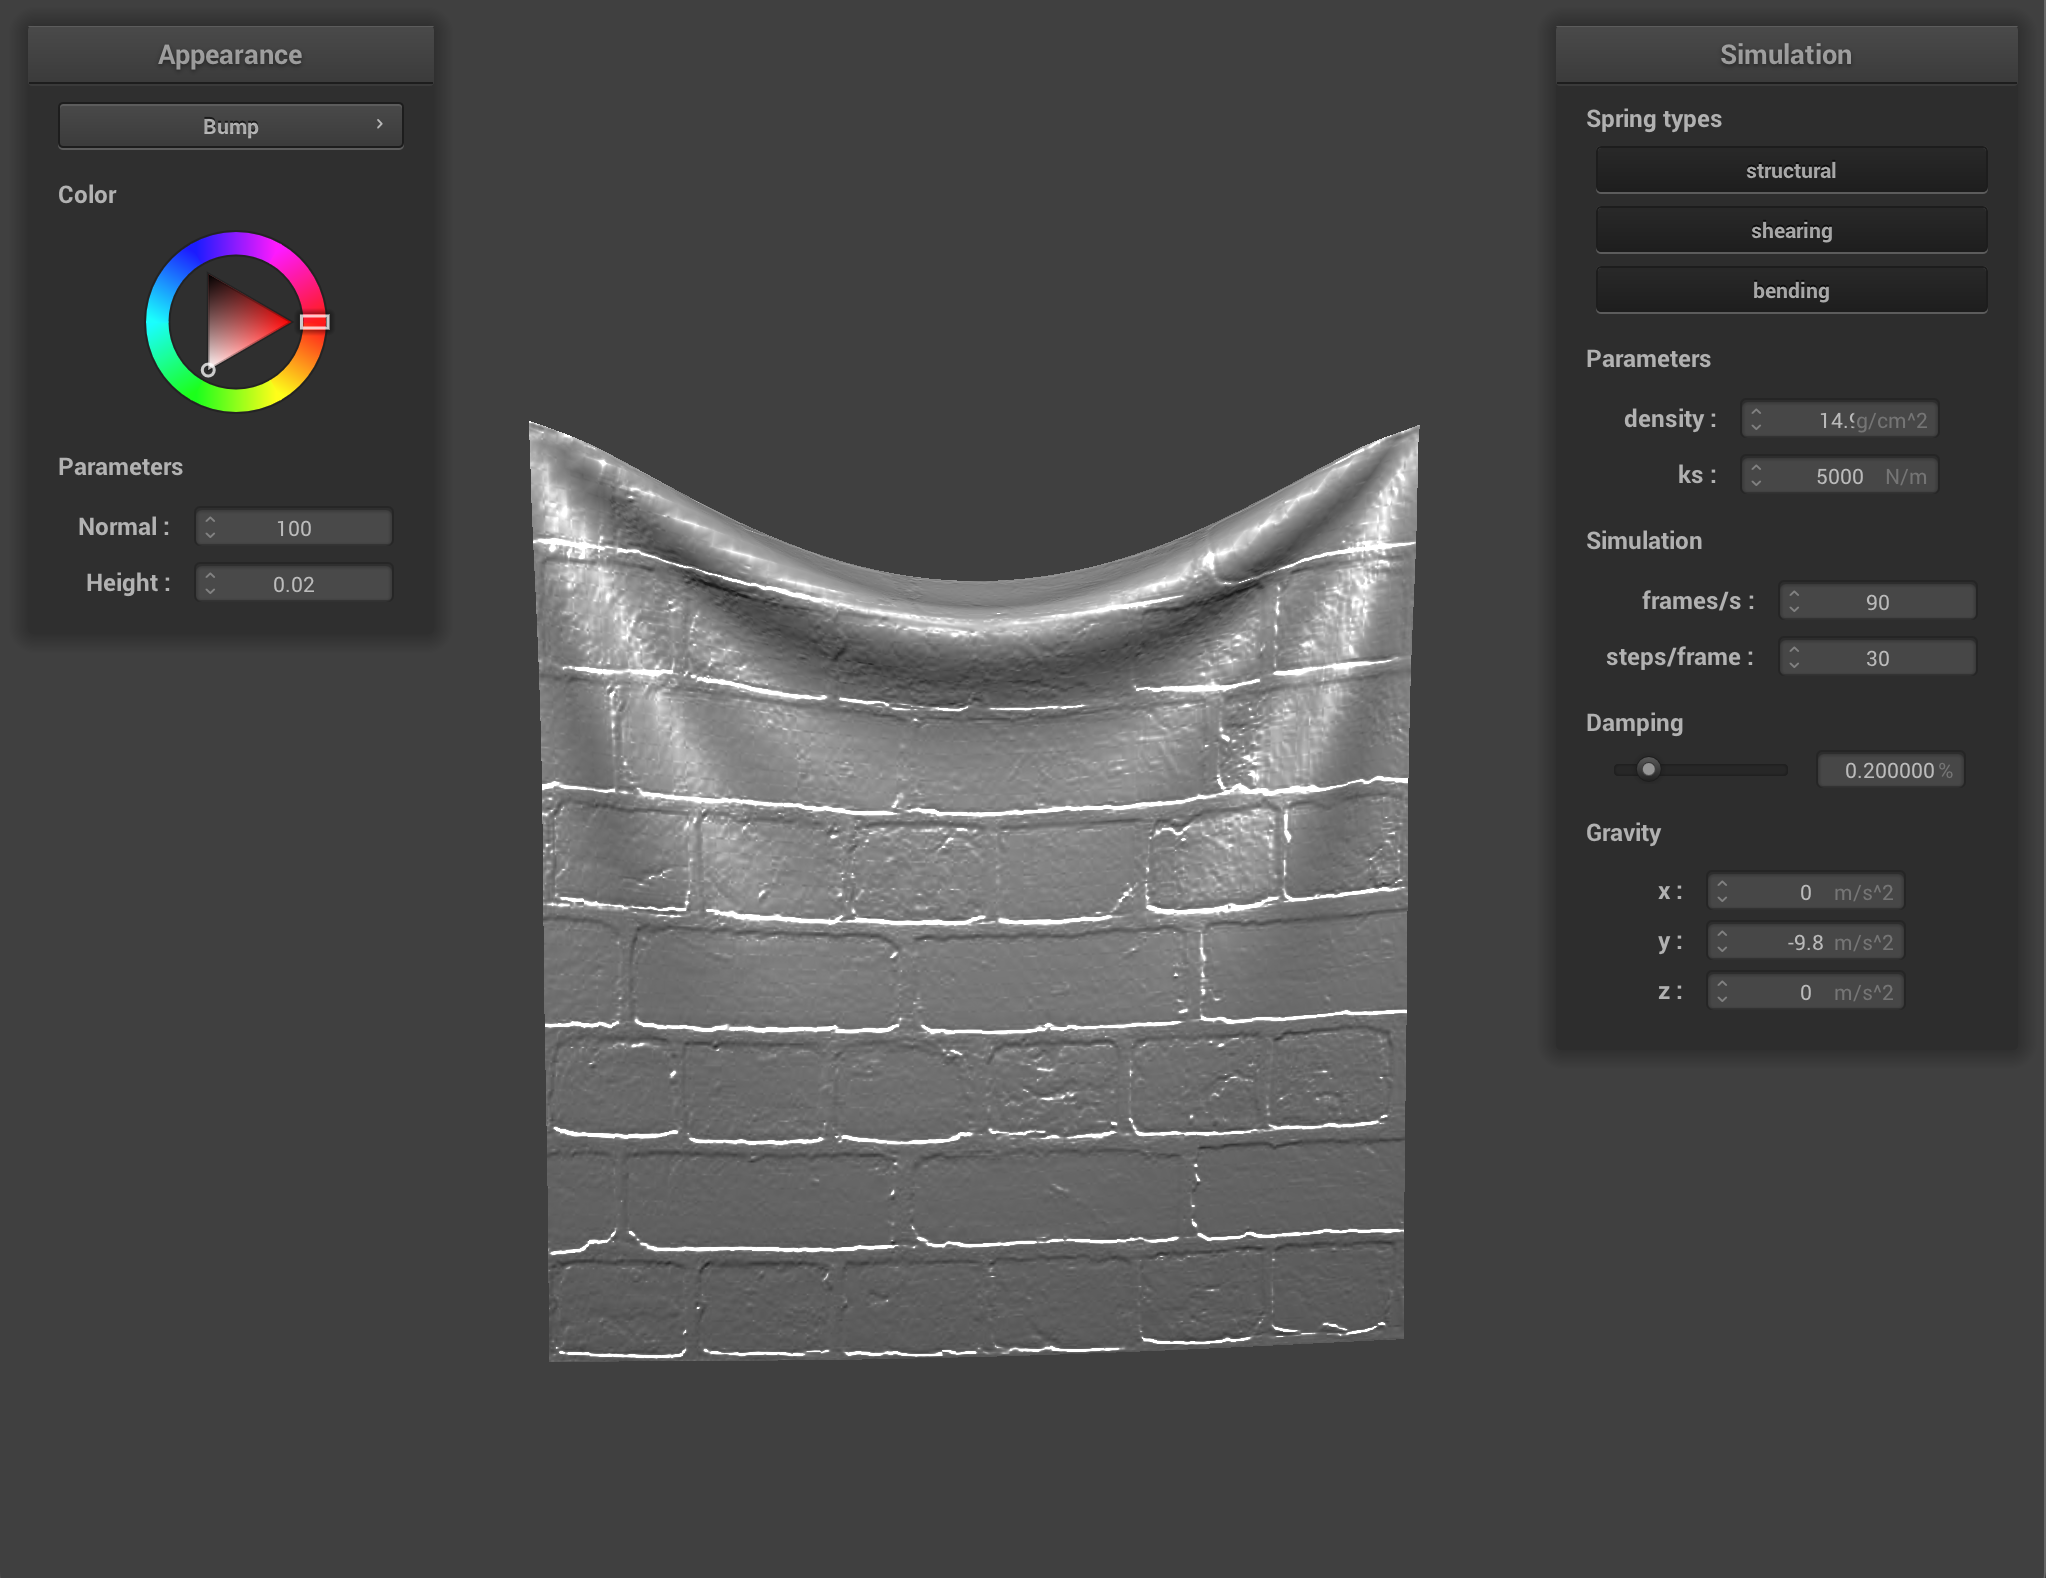 Appearance
Bump
Color
Parameters
Normal : 100
Height : 0.02
Simulation
Spring types
structural
shearing
bending
Parameters
density : 14. g/cm^2
ks : 5000 N/m
Simulation
frames/s : 90
steps/frame : 30
Damping
0.200000 %
Gravity
x : 0 m/s^2
y : -9.8 m/s^2
z : 0 m/s^2